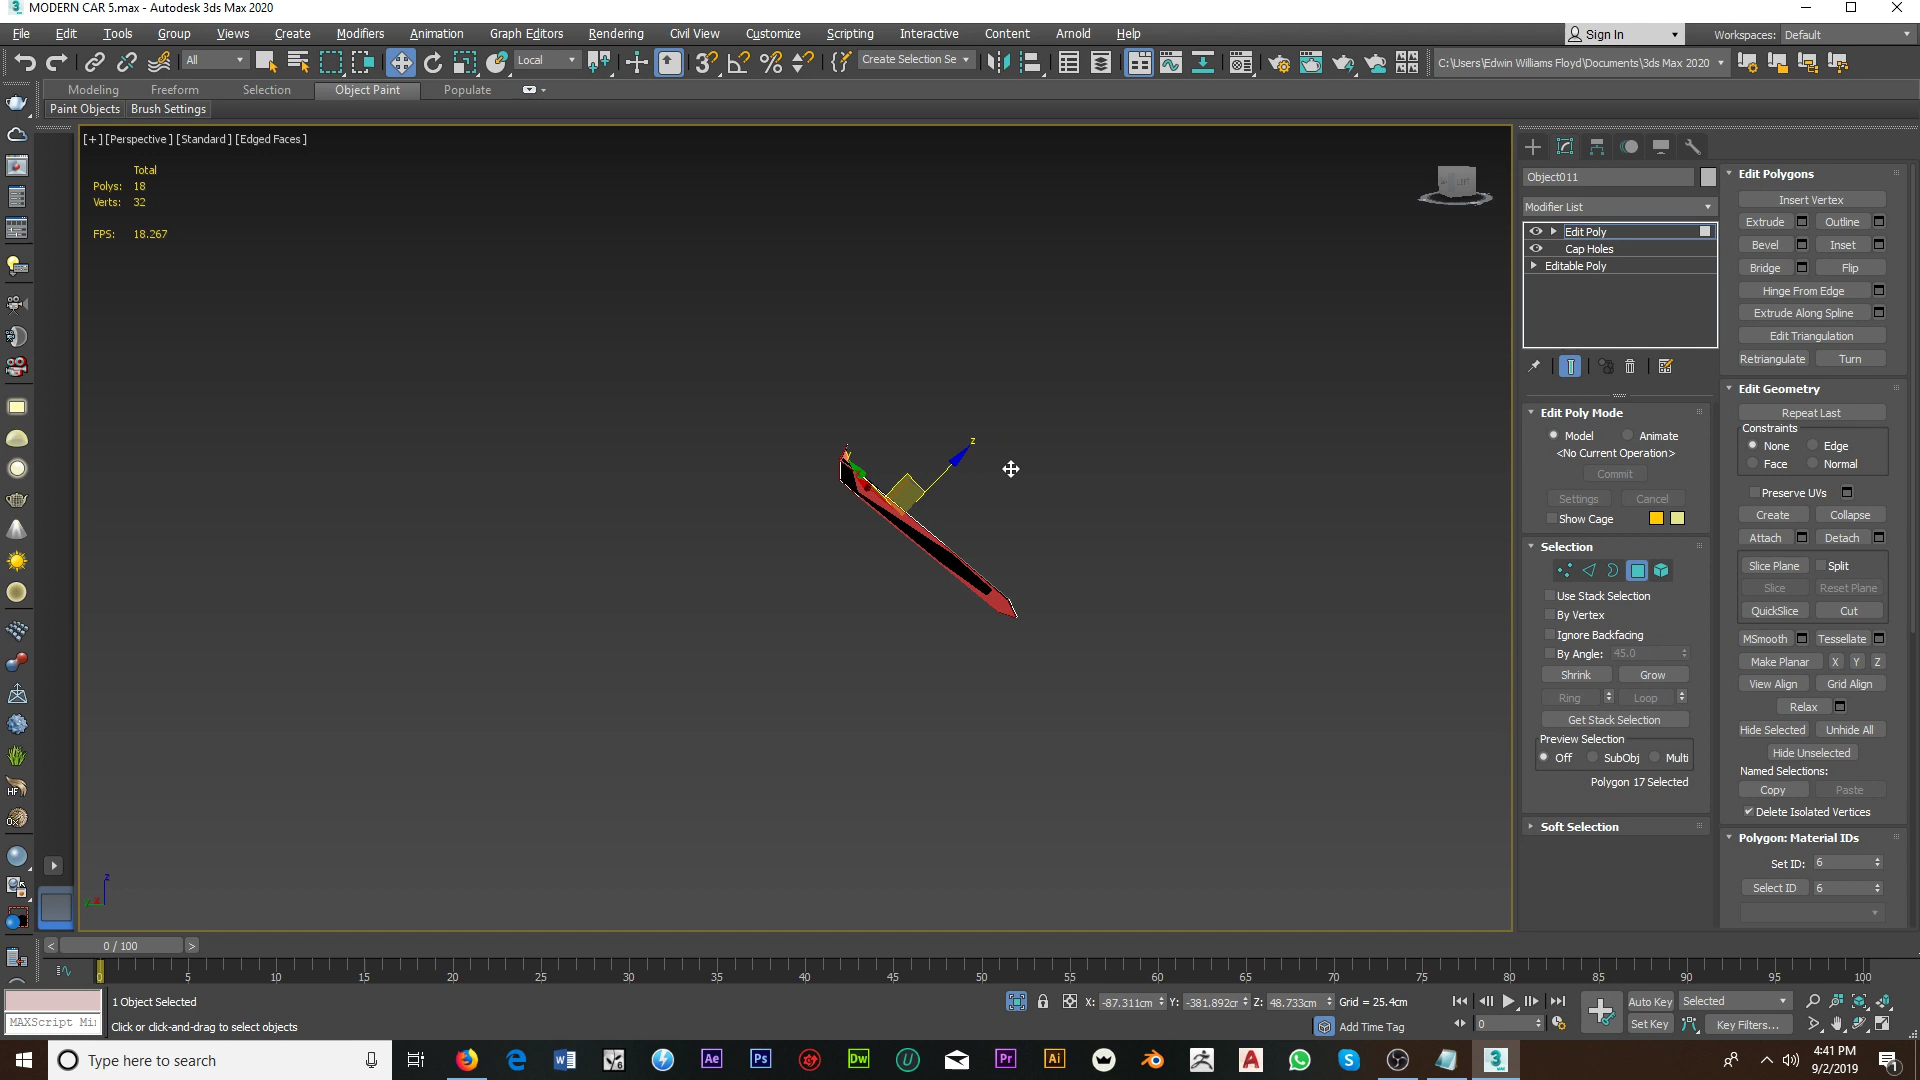 MODERN CAR 5.max - Autodesk 3ds Max 2020
File Edit Tools Group Views Create Modifiers Animation Graph Editors Rendering Civil View Customize Scripting Interactive Content Arnold Help Sign In Workspaces: Default
All Local Create Selection Se C:\Users\Edwin Williams Floyd\Documents\3ds Max 2020
Modeling Freeform Selection Object Paint Populate
Paint Objects Brush Settings
[+] [Perspective] [Standard] [Edged Faces]
Total
Polys: 18
Verts: 32
FPS: 18.267
LEFT
z
y
Object011
Modifier List
Edit Poly
Cap Holes
Editable Poly
Edit Poly Mode
Model Animate
<No Current Operation>
Commit
Settings Cancel
Show Cage
Selection
Use Stack Selection
By Vertex
Ignore Backfacing
By Angle: 45.0
Shrink Grow
Ring Loop
Get Stack Selection
Preview Selection
Off SubObj Multi
Polygon 17 Selected
Soft Selection
Edit Polygons
Insert Vertex
Extrude Outline
Bevel Inset
Bridge Flip
Hinge From Edge
Extrude Along Spline
Edit Triangulation
Retriangulate Turn
Edit Geometry
Repeat Last
Constraints
None Edge
Face Normal
Preserve UVs
Create Collapse
Attach Detach
Slice Plane Split
Slice Reset Plane
QuickSlice Cut
MSmooth Tessellate
Make Planar X Y Z
View Align Grid Align
Relax
Hide Selected Unhide All
Hide Unselected
Named Selections:
Copy Paste
Delete Isolated Vertices
Polygon: Material IDs
Set ID: 6
Select ID 6
z
< 0 / 100 >
0 5 10 15 20 25 30 35 40 45 50 55 60 65 70 75 80 85 90 95 100
1 Object Selected X: -87.311cm Y: -381.892cr Z: 48.733cm Grid = 25.4cm Auto Key Selected
MAXScript Mi Click or click-and-drag to select objects Add Time Tag 0 Set Key Key Filters...
Type here to search
4:41 PM
9/2/2019